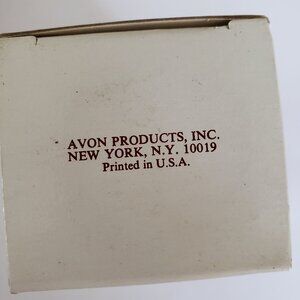 AVON PRODUCTS, INC.
NEW YORK, N.Y. 10019
Printed in U.S.A.